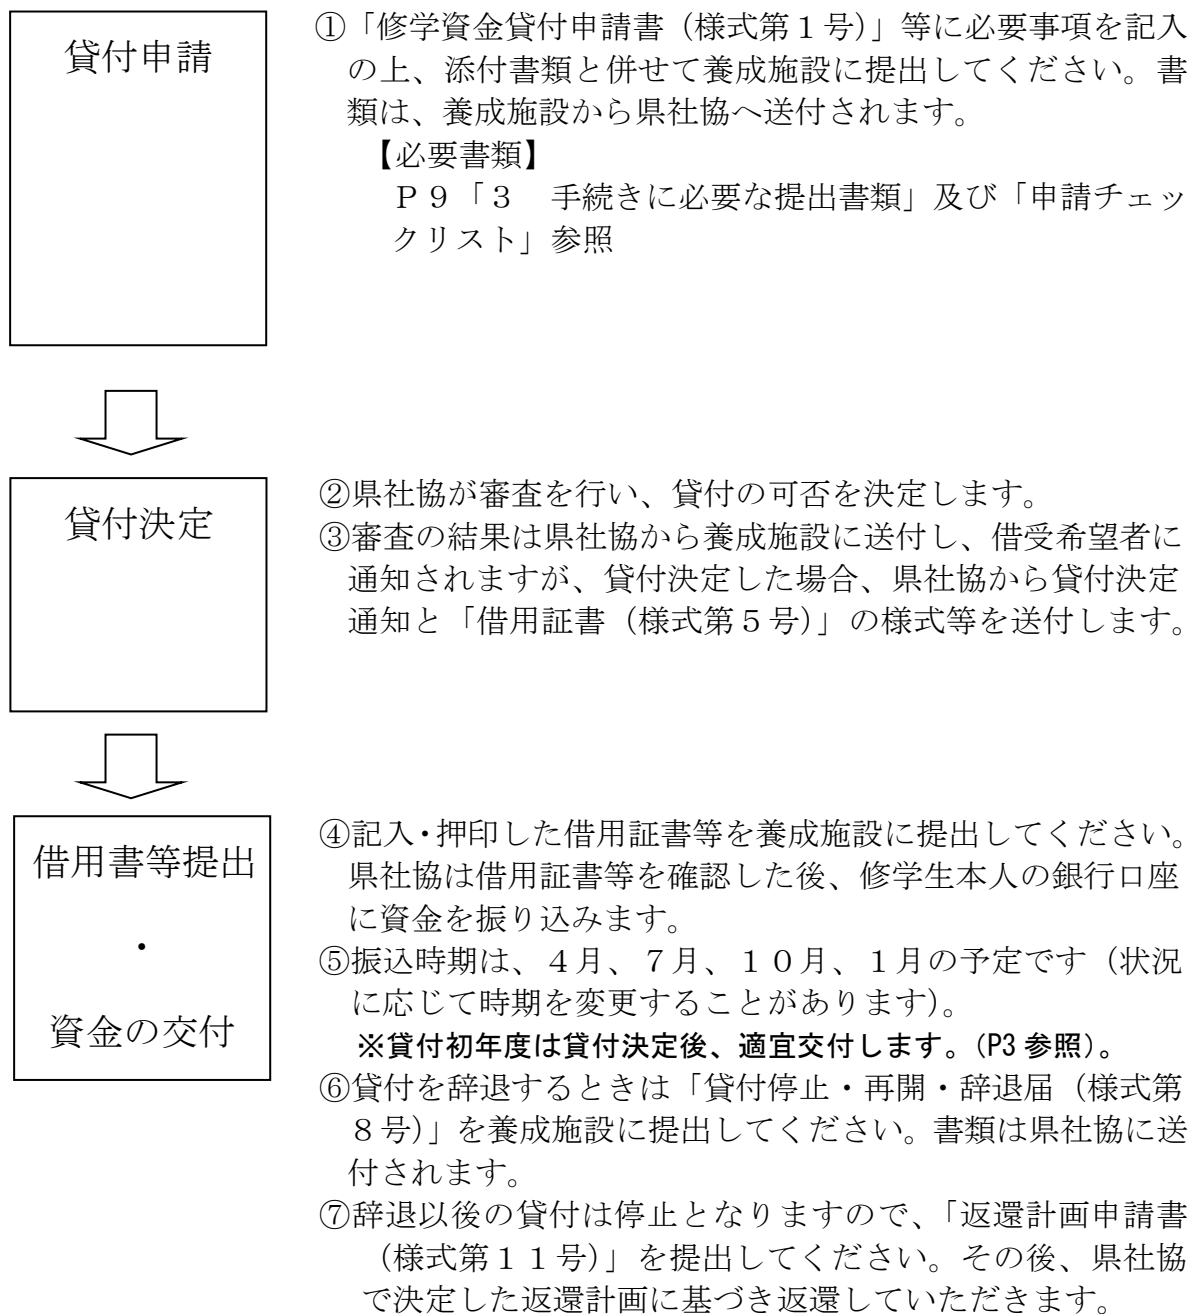 貸付申請
①「修学資金貸付申請書（様式第１号）」等に必要事項を記入
の上、添付書類と併せて養成施設に提出してください。書
類は、養成施設から県社協へ送付されます。
【必要書類】
Ｐ９「３　手続きに必要な提出書類」及び「申請チェッ
クリスト」参照
貸付決定
②県社協が審査を行い、貸付の可否を決定します。
③審査の結果は県社協から養成施設に送付し、借受希望者に
通知されますが、貸付決定した場合、県社協から貸付決定
通知と「借用証書（様式第５号）」の様式等を送付します。
借用書等提出
・
資金の交付
④記入・押印した借用証書等を養成施設に提出してください。
県社協は借用証書等を確認した後、修学生本人の銀行口座
に資金を振り込みます。
⑤振込時期は、４月、７月、１０月、１月の予定です（状況
に応じて時期を変更することがあります）。
※貸付初年度は貸付決定後、適宜交付します。（P3 参照）。
⑥貸付を辞退するときは「貸付停止・再開・辞退届（様式第
８号）」を養成施設に提出してください。書類は県社協に送
付されます。
⑦辞退以後の貸付は停止となりますので、「返還計画申請書
（様式第１１号）」を提出してください。その後、県社協
で決定した返還計画に基づき返還していただきます。